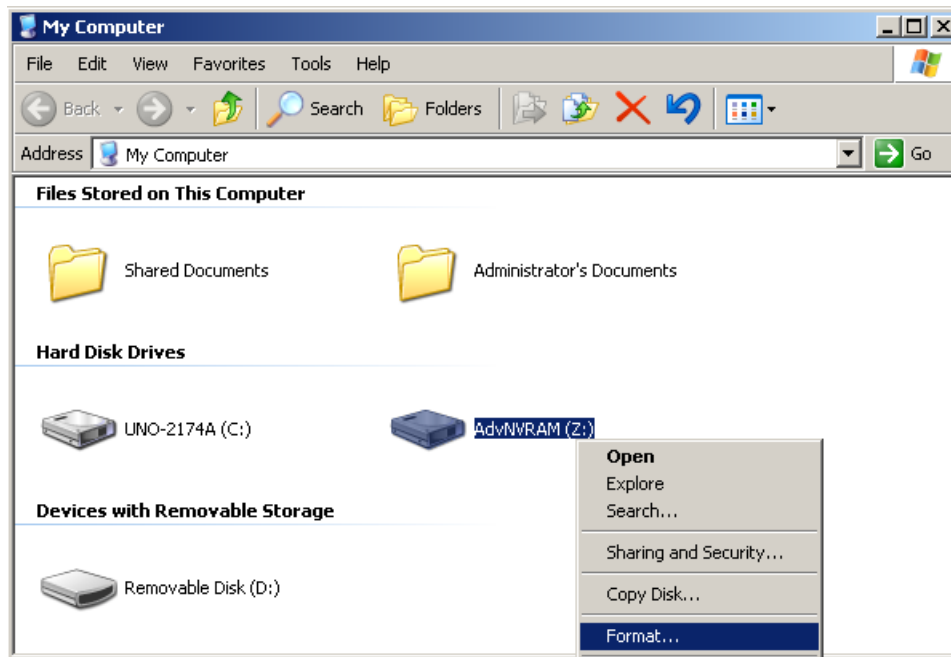 My Computer
File Edit View Favorites Tools Help
Back Search Folders
Address My Computer Go
Files Stored on This Computer
Shared Documents Administrator's Documents
Hard Disk Drives
UNO-2174A (C:) AdvNVRAM (Z:)
Open
Explore
Search...
Devices with Removable Storage
Sharing and Security...
Removable Disk (D:)
Copy Disk...
Format...